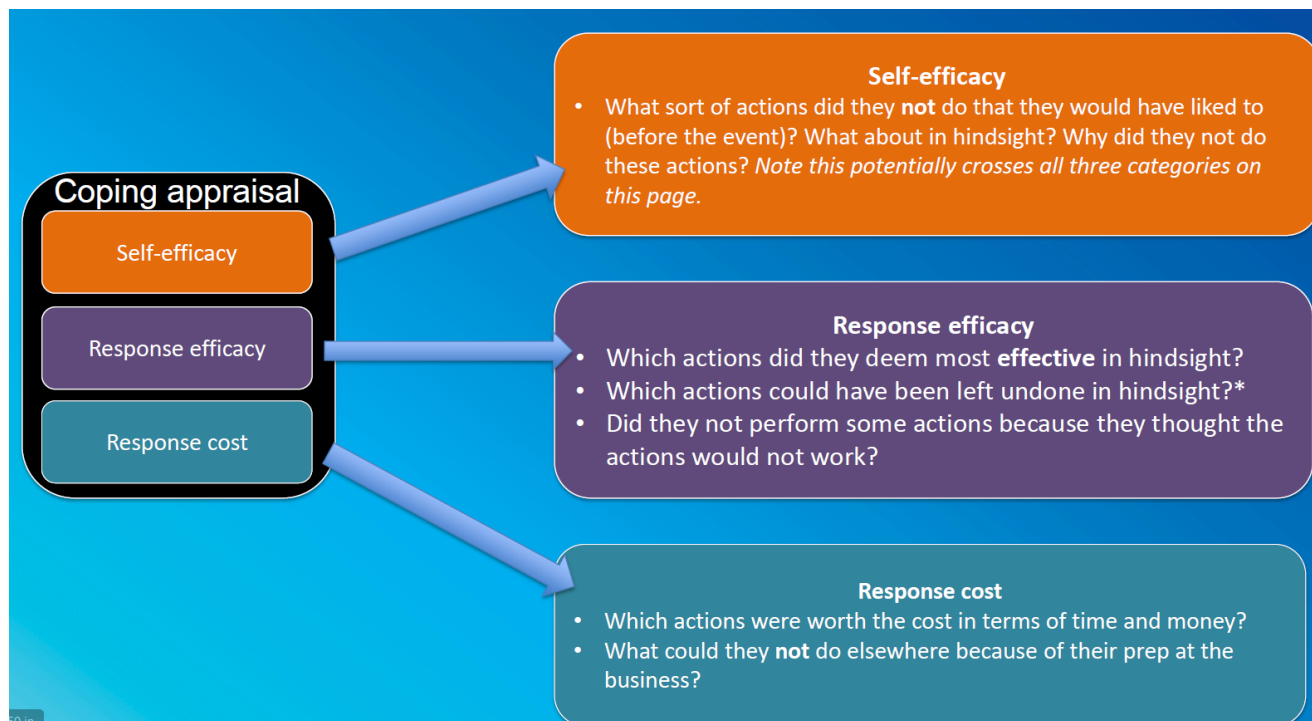 Coping appraisal
Self-efficacy
Response efficacy
Response cost
Self-efficacy
• What sort of actions did they not do that they would have liked to
(before the event)? What about in hindsight? Why did they not do
these actions? Note this potentially crosses all three categories on
this page.
Response efficacy
• Which actions did they deem most effective in hindsight?
• Which actions could have been left undone in hindsight?*
• Did they not perform some actions because they thought the
actions would not work?
Response cost
• Which actions were worth the cost in terms of time and money?
• What could they not do elsewhere because of their prep at the
business?